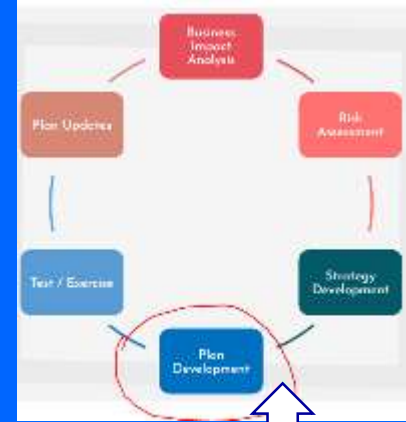 Business
Impact
Analysis
Risk
Assessment
Strategy
Development
Plan
Development
Test / Exercise
Plan Updates